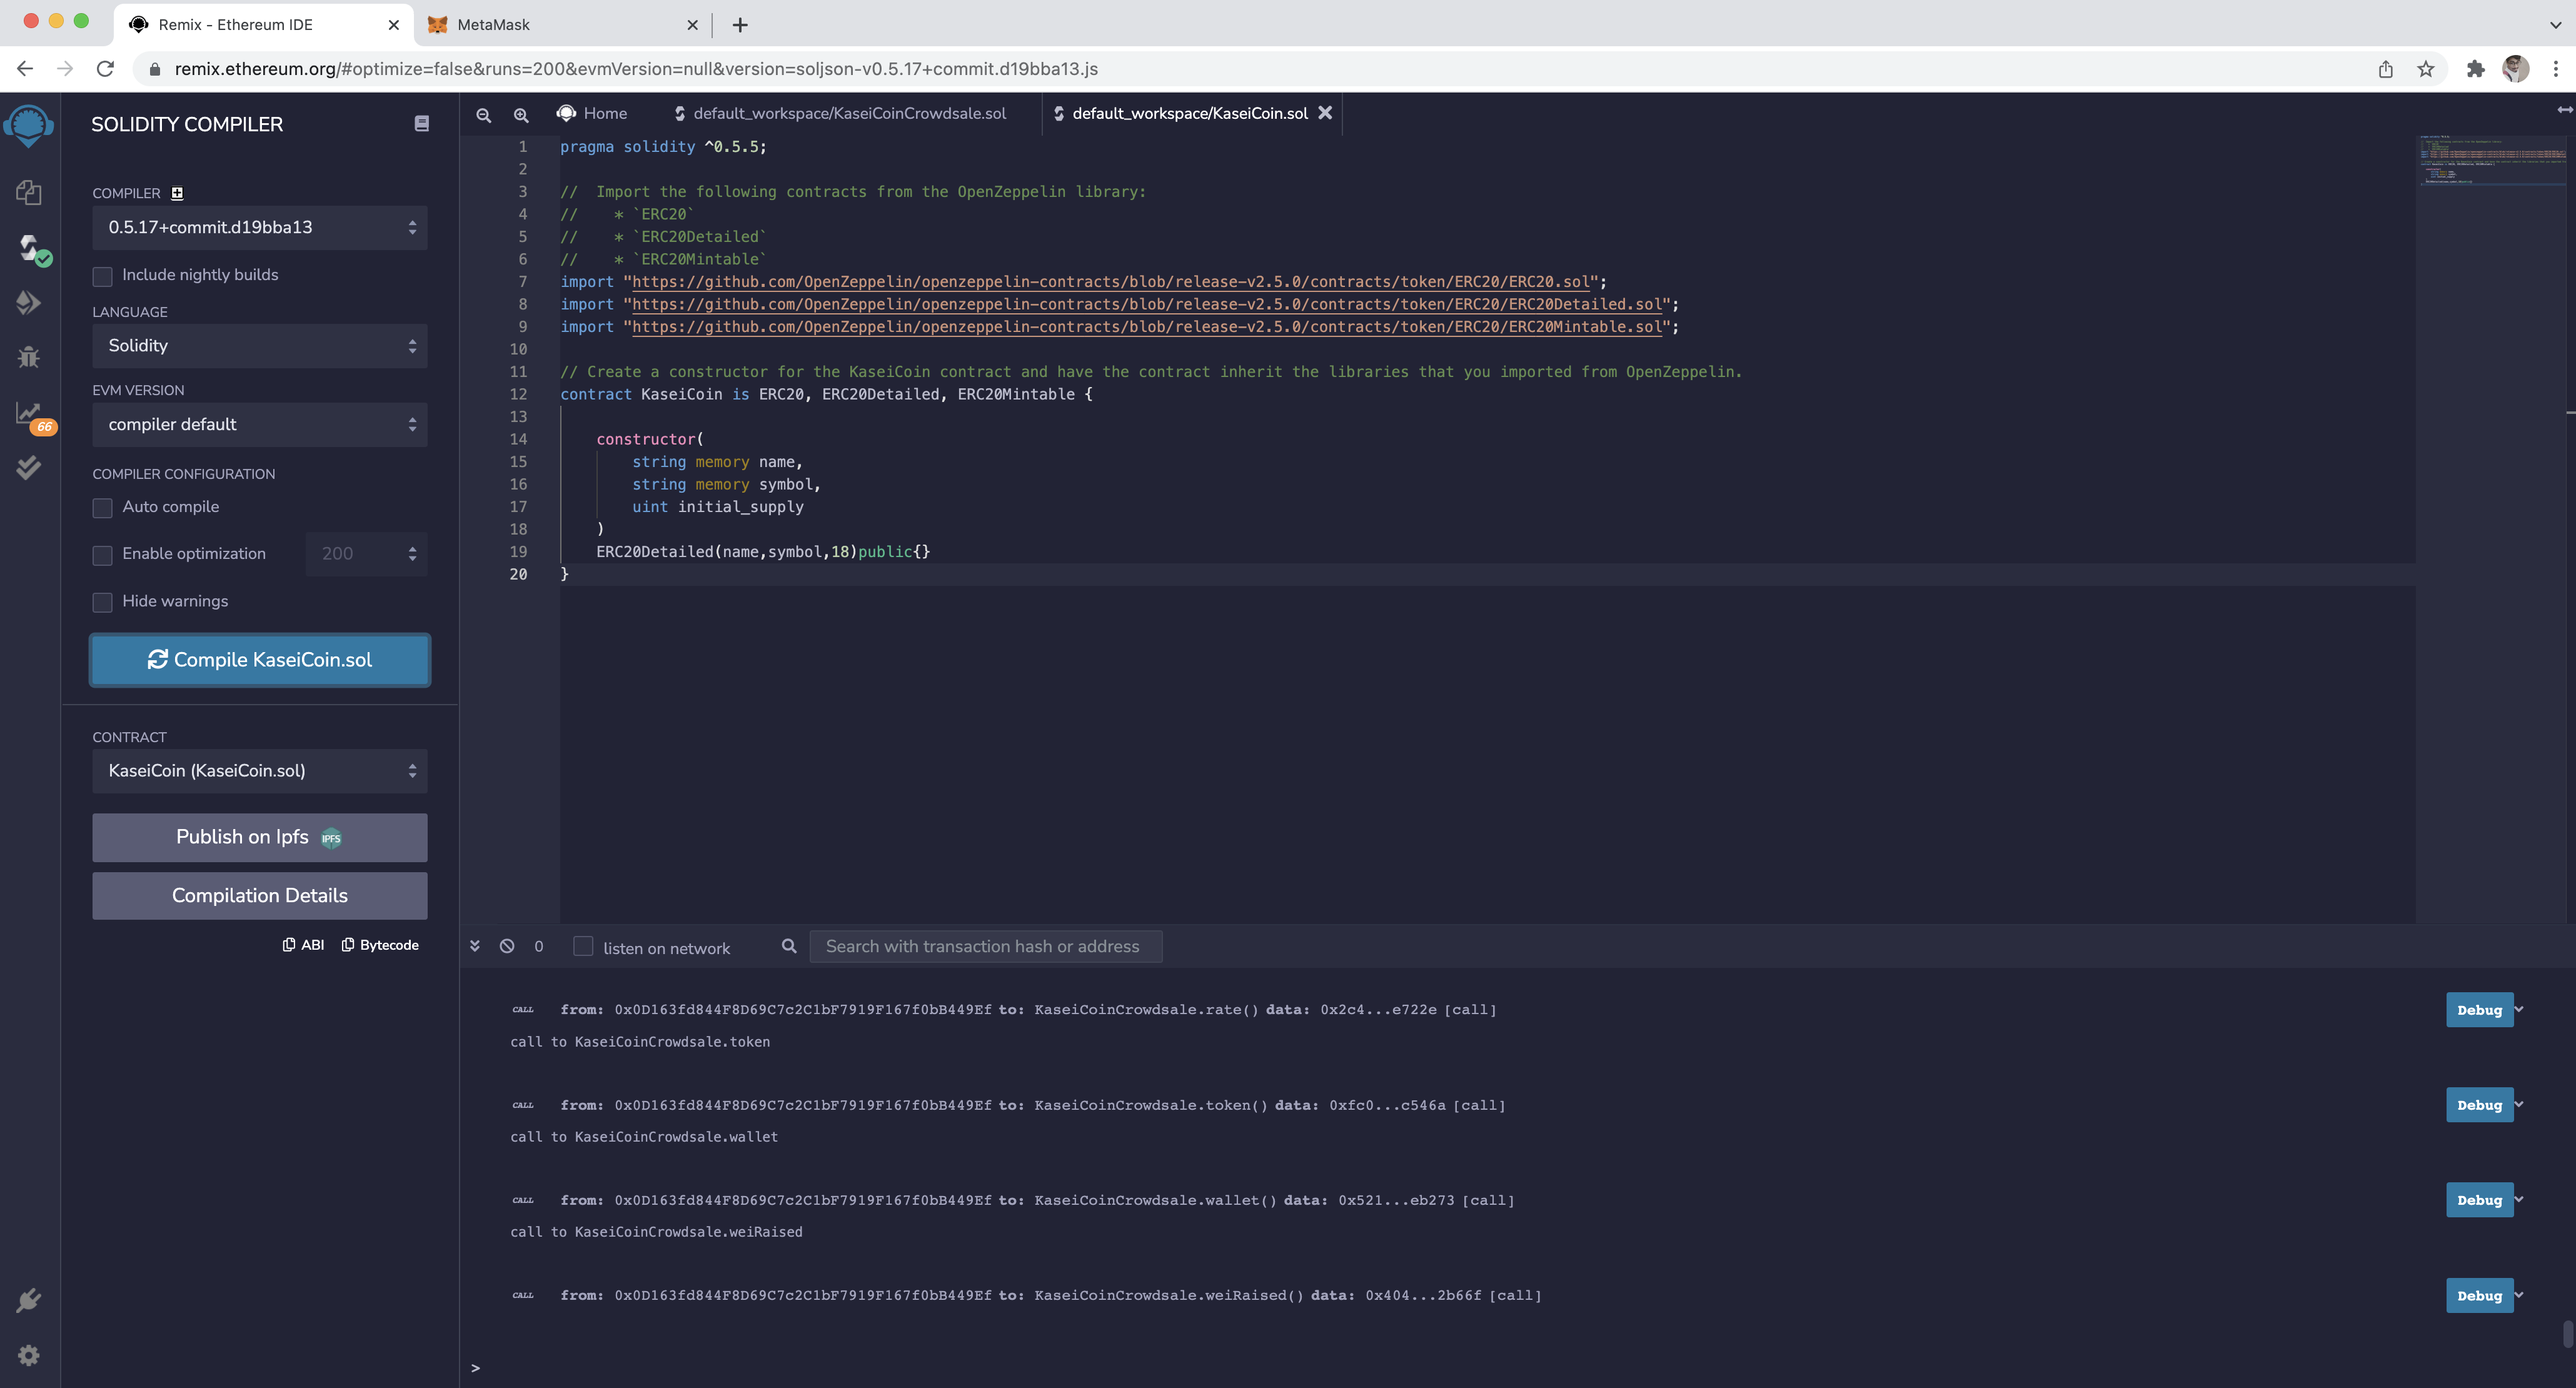 Remix - Ethereum IDE
MetaMask
remix.ethereum.org/#optimize=false&runs=200&evmVersion=null&version=soljson-v0.5.17+commit.d19bba13.js
SOLIDITY COMPILER
COMPILER
0.5.17+commit.d19bba13
Include nightly builds
LANGUAGE
Solidity
EVM VERSION
compiler default
66
COMPILER CONFIGURATION
Auto compile
Enable optimization 200
Hide warnings
Compile KaseiCoin.sol
CONTRACT
KaseiCoin (KaseiCoin.sol)
Publish on Ipfs IPFS
Compilation Details
ABI Bytecode
Home default_workspace/KaseiCoinCrowdsale.sol default_workspace/KaseiCoin.sol
1 pragma solidity ^0.5.5;
2
3 //  Import the following contracts from the OpenZeppelin library:
4 //    * `ERC20`
5 //    * `ERC20Detailed`
6 //    * `ERC20Mintable`
7 import "https://github.com/OpenZeppelin/openzeppelin-contracts/blob/release-v2.5.0/contracts/token/ERC20/ERC20.sol";
8 import "https://github.com/OpenZeppelin/openzeppelin-contracts/blob/release-v2.5.0/contracts/token/ERC20/ERC20Detailed.sol";
9 import "https://github.com/OpenZeppelin/openzeppelin-contracts/blob/release-v2.5.0/contracts/token/ERC20/ERC20Mintable.sol";
10
11 // Create a constructor for the KaseiCoin contract and have the contract inherit the libraries that you imported from OpenZeppelin.
12 contract KaseiCoin is ERC20, ERC20Detailed, ERC20Mintable {
13
14     constructor(
15         string memory name,
16         string memory symbol,
17         uint initial_supply
18     )
19     ERC20Detailed(name,symbol,18)public{}
20 }
0 listen on network Search with transaction hash or address
CALL from: 0x0D163fd844F8D69C7c2C1bF7919F167f0bB449Ef to: KaseiCoinCrowdsale.rate() data: 0x2c4...e722e [call] Debug
call to KaseiCoinCrowdsale.token
CALL from: 0x0D163fd844F8D69C7c2C1bF7919F167f0bB449Ef to: KaseiCoinCrowdsale.token() data: 0xfc0...c546a [call] Debug
call to KaseiCoinCrowdsale.wallet
CALL from: 0x0D163fd844F8D69C7c2C1bF7919F167f0bB449Ef to: KaseiCoinCrowdsale.wallet() data: 0x521...eb273 [call] Debug
call to KaseiCoinCrowdsale.weiRaised
CALL from: 0x0D163fd844F8D69C7c2C1bF7919F167f0bB449Ef to: KaseiCoinCrowdsale.weiRaised() data: 0x404...2b66f [call] Debug
>